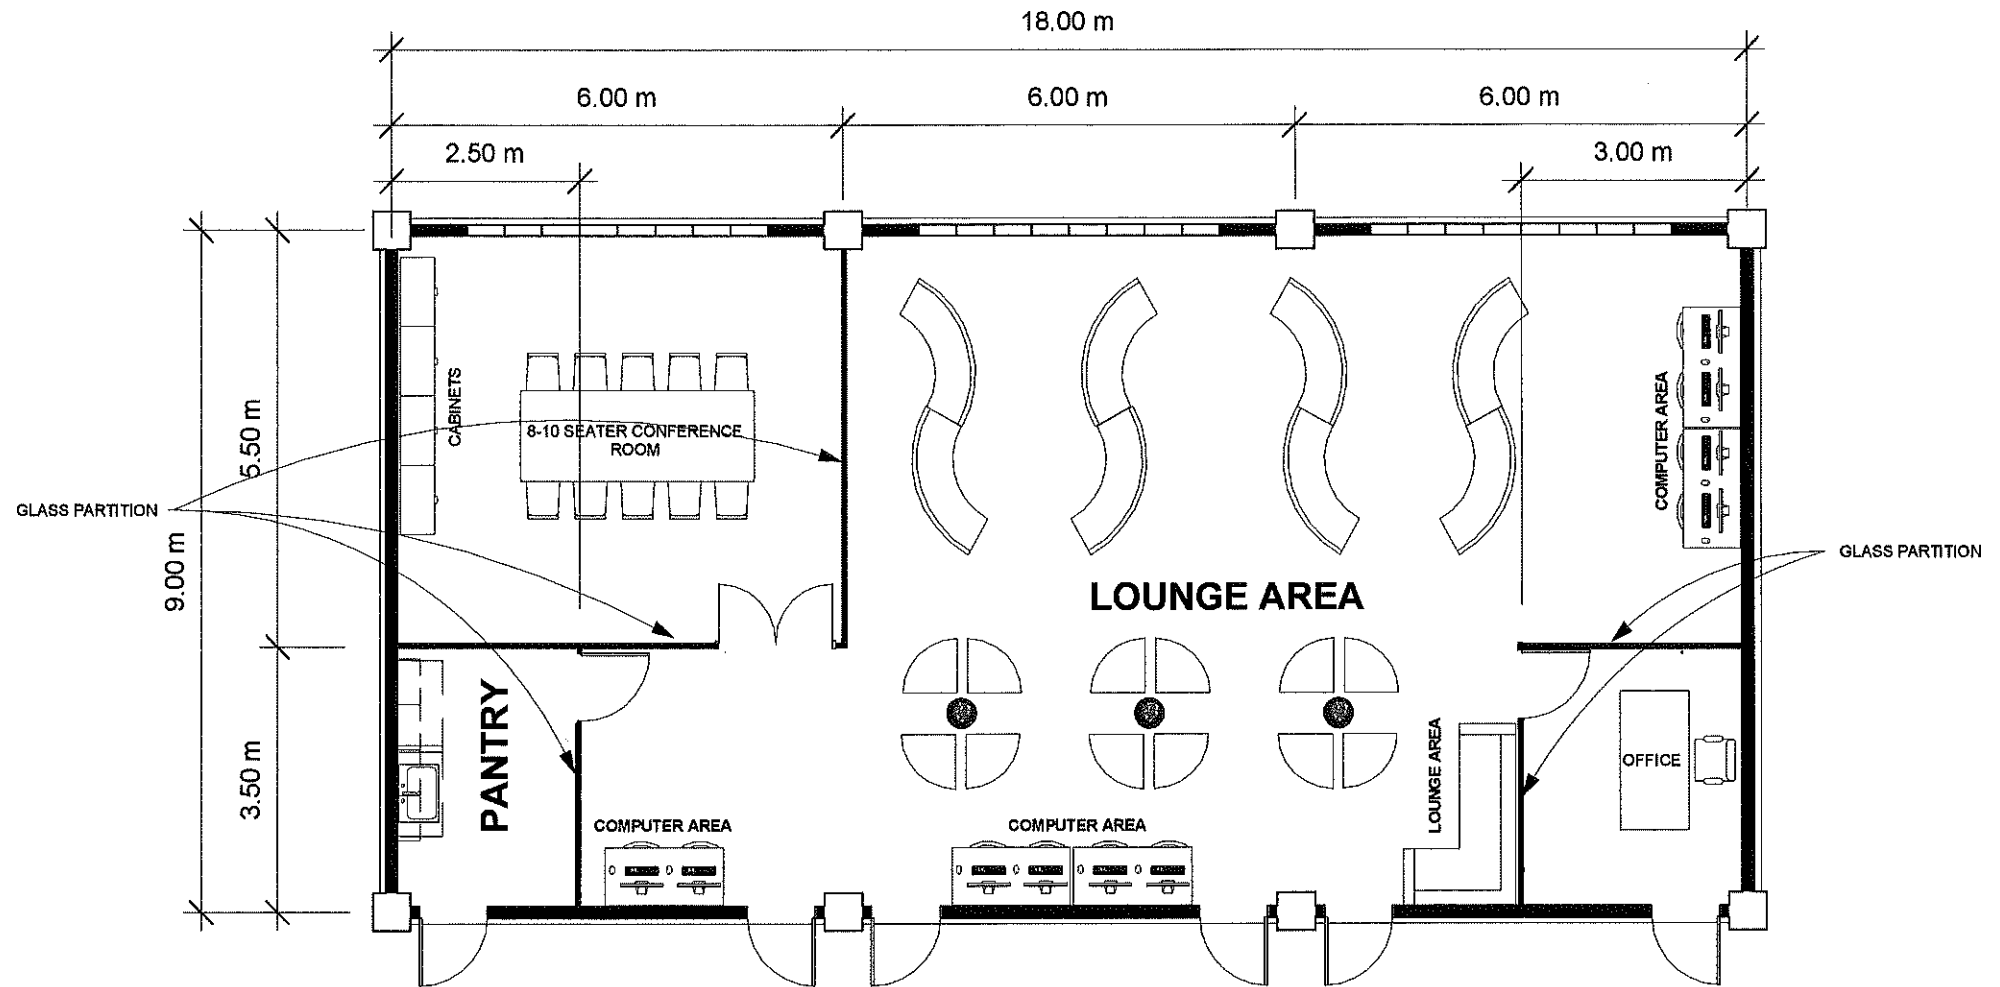 18.00 m
6.00 m
6.00 m
6.00 m
2.50 m
3.00 m
CABINETS
8-10 SEATER CONFERENCE
ROOM
5.50 m
COMPUTER AREA
GLASS PARTITION
9.00 m
GLASS PARTITION
LOUNGE AREA
PANTRY
3.50 m
LOUNGE AREA
OFFICE
COMPUTER AREA
COMPUTER AREA